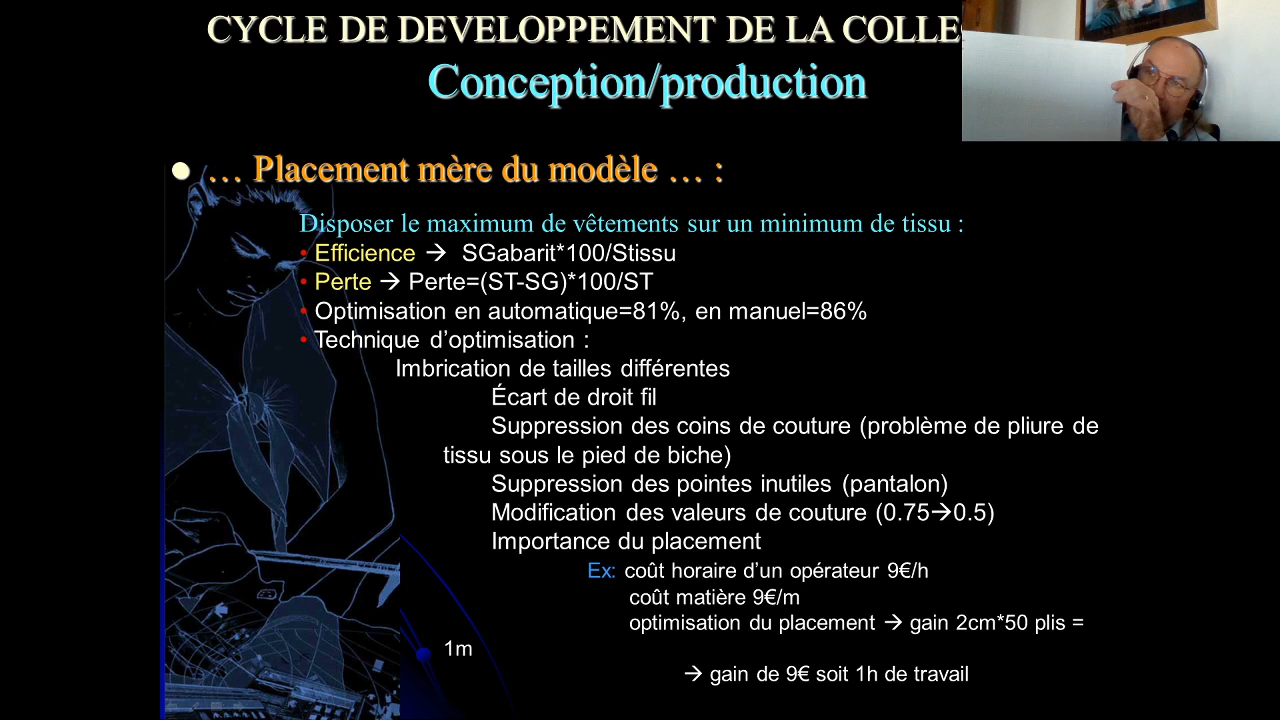 CYCLE DE DEVELOPPEMENT DE LA COLLE
Conception/production
● … Placement mère du modèle … :
Disposer le maximum de vêtements sur un minimum de tissu :
• Efficience → SGabarit*100/Stissu
• Perte → Perte=(ST-SG)*100/ST
• Optimisation en automatique=81%, en manuel=86%
• Technique d’optimisation :
Imbrication de tailles différentes
Écart de droit fil
Suppression des coins de couture (problème de pliure de
tissu sous le pied de biche)
Suppression des pointes inutiles (pantalon)
Modification des valeurs de couture (0.75→0.5)
Importance du placement
Ex: coût horaire d’un opérateur 9€/h
coût matière 9€/m
optimisation du placement → gain 2cm*50 plis =
1m
→ gain de 9€ soit 1h de travail